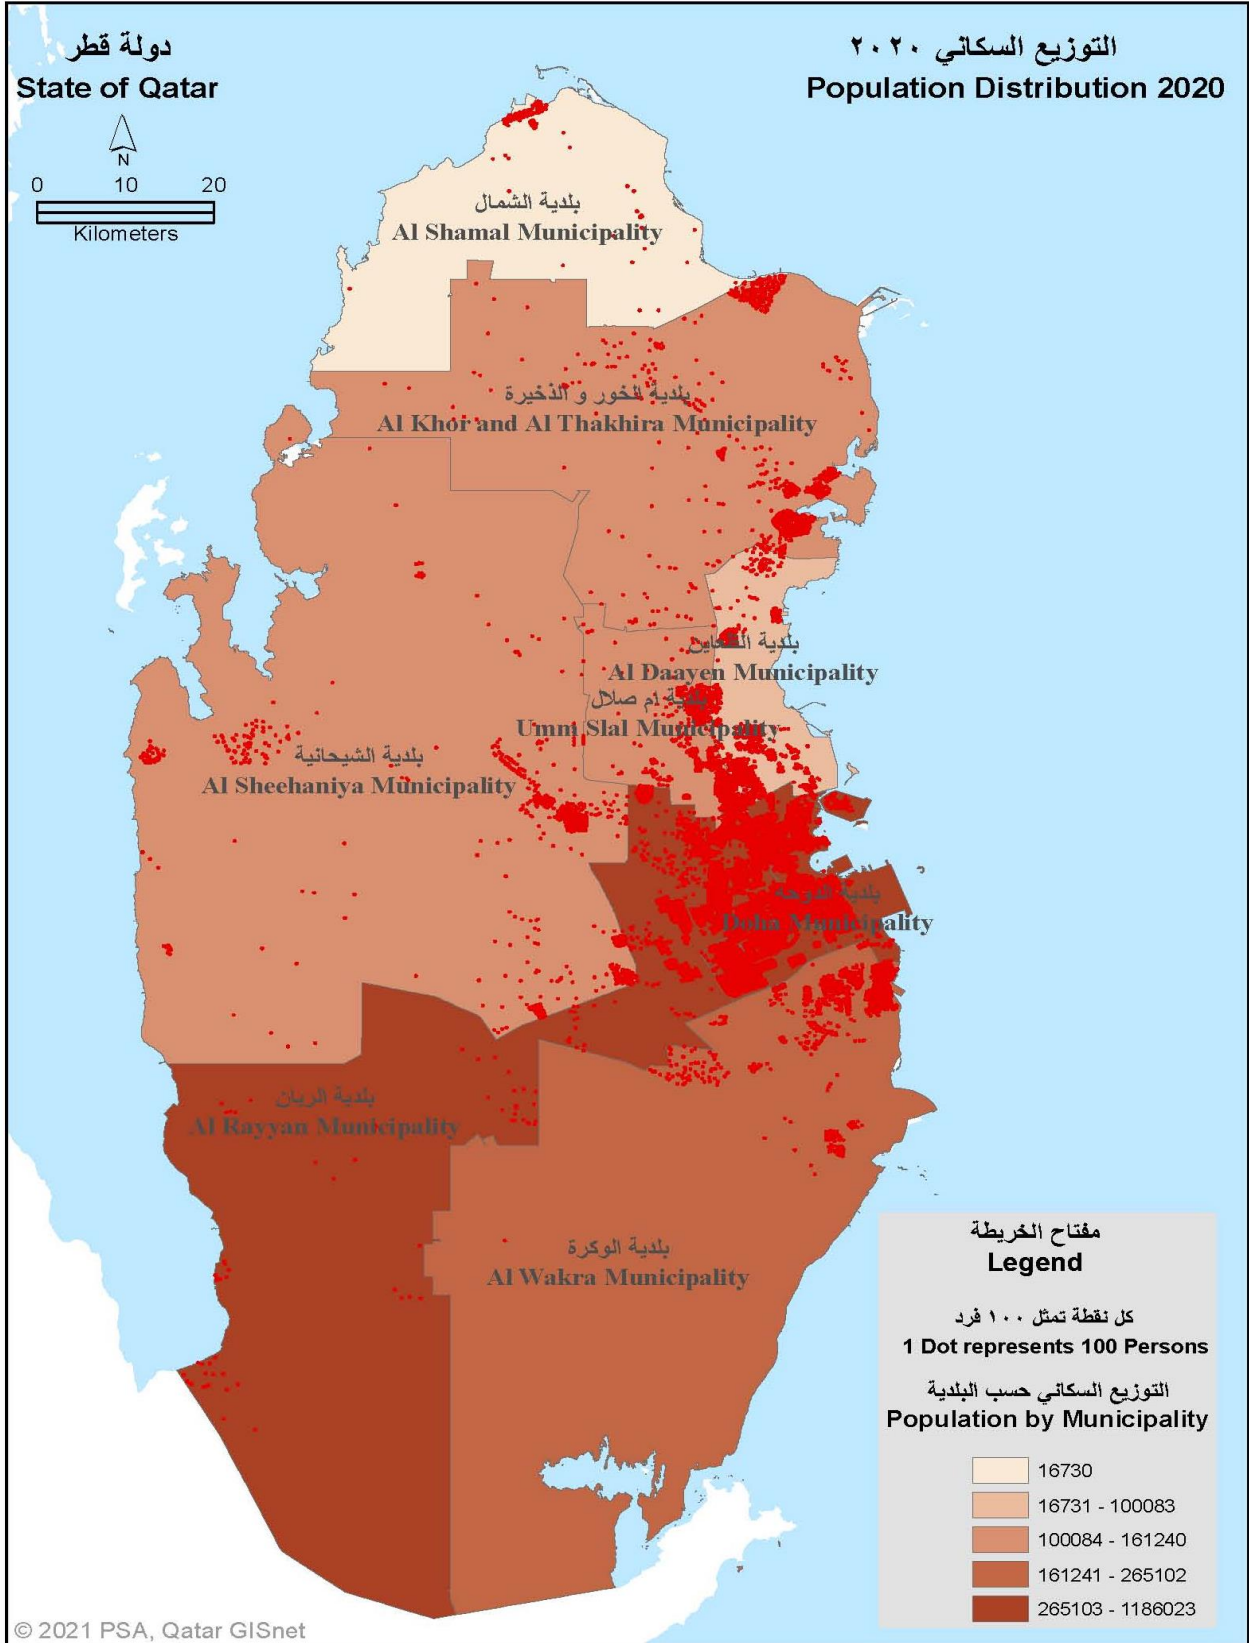 دولة قطر
State of Qatar
التوزيع السكاني ٢٠٢٠
Population Distribution 2020
N
0 10 20
Kilometers
بلدية الشمال
Al Shamal Municipality
بلدية الخور و الذخيرة
Al Khor and Al Thakhira Municipality
بلدية الضعاين
Al Daayen Municipality
بلدية ام صلال
Umm Slal Municipality
بلدية الشيحانية
Al Sheehaniya Municipality
بلدية الدوحه
Doha Municipality
بلدية الريان
Al Rayyan Municipality
بلدية الوكرة
Al Wakra Municipality
مفتاح الخريطة
Legend
كل نقطة تمثل ١٠٠ فرد
1 Dot represents 100 Persons
التوزيع السكاني حسب البلدية
Population by Municipality
16730
16731 - 100083
100084 - 161240
161241 - 265102
265103 - 1186023
© 2021 PSA, Qatar GISnet